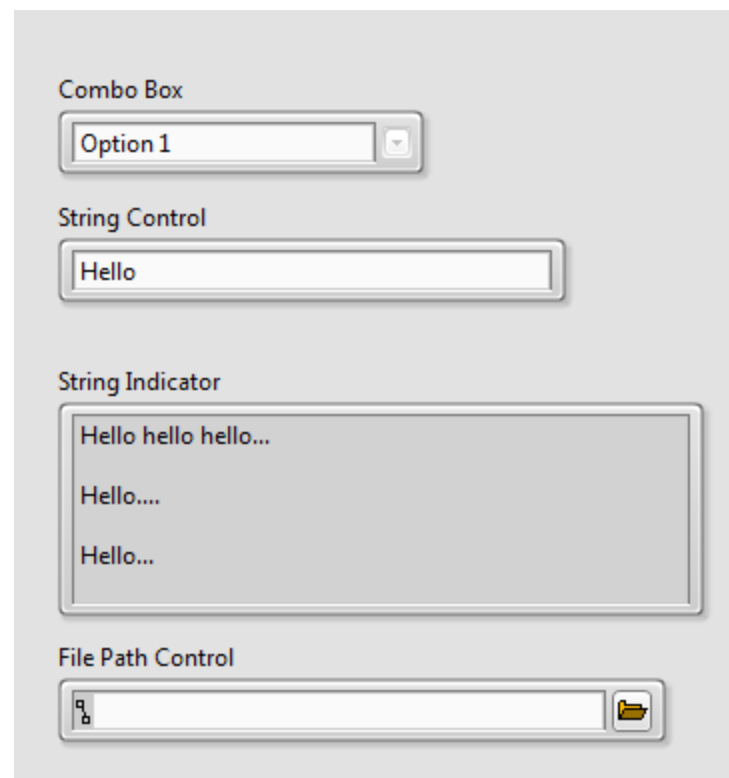 Combo Box
Option 1
String Control
Hello
String Indicator
Hello hello hello...
Hello....
Hello...
File Path Control